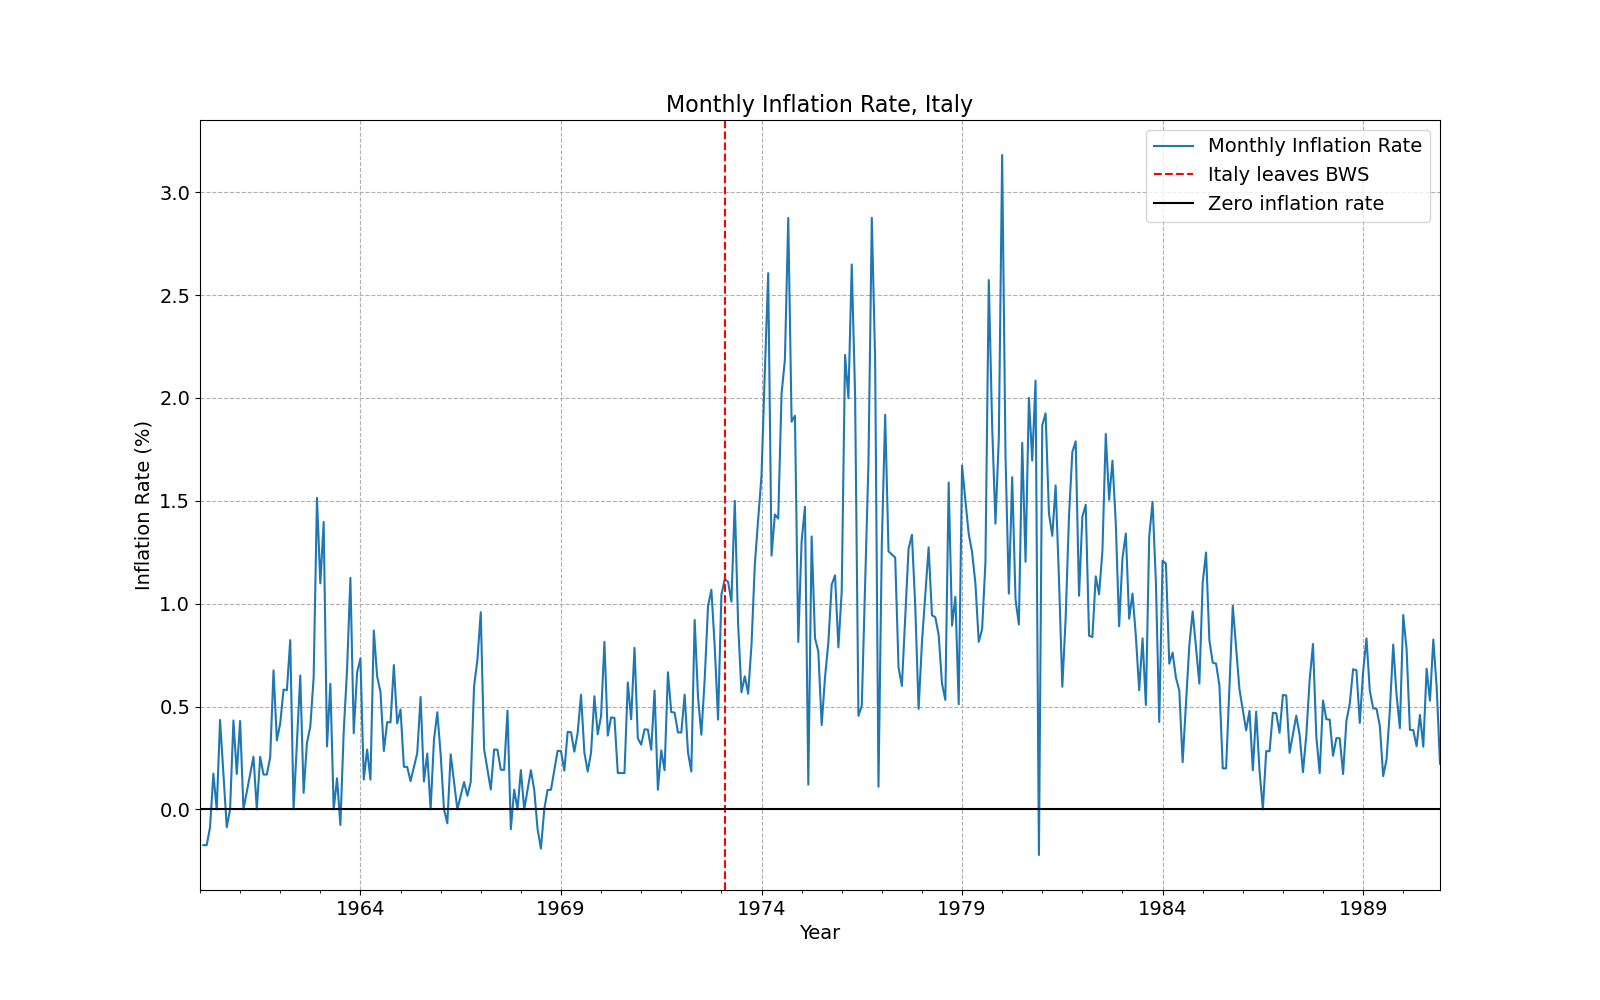 Monthly Inflation Rate, Italy
Monthly Inflation Rate
Italy leaves BWS
Zero inflation rate
Inflation Rate (%)
3.0
2.5
2.0
1.5
1.0
0.5
0.0
1964 1969 1974 1979 1984 1989
Year